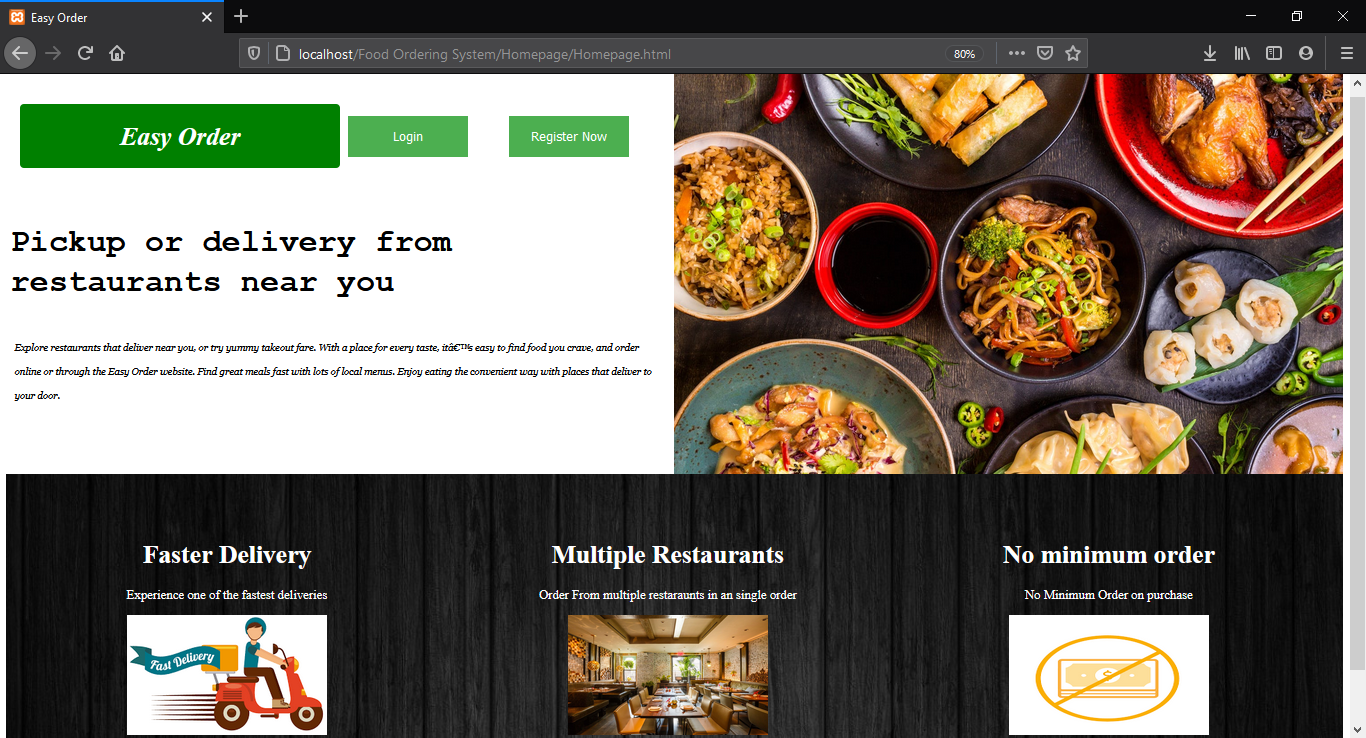 Easy Order
localhost/Food Ordering System/Homepage/Homepage.html
80%
Easy Order
Login
Register Now
Pickup or delivery from
restaurants near you
Explore restaurants that deliver near you, or try yummy takeout fare. With a place for every taste, itâ€™s easy to find food you crave, and order
online or through the Easy Order website. Find great meals fast with lots of local menus. Enjoy eating the convenient way with places that deliver to
your door.
Faster Delivery
Multiple Restaurants
No minimum order
Experience one of the fastest deliveries
Order From multiple restaraunts in an single order
No Minimum Order on purchase
Fast Delivery
$